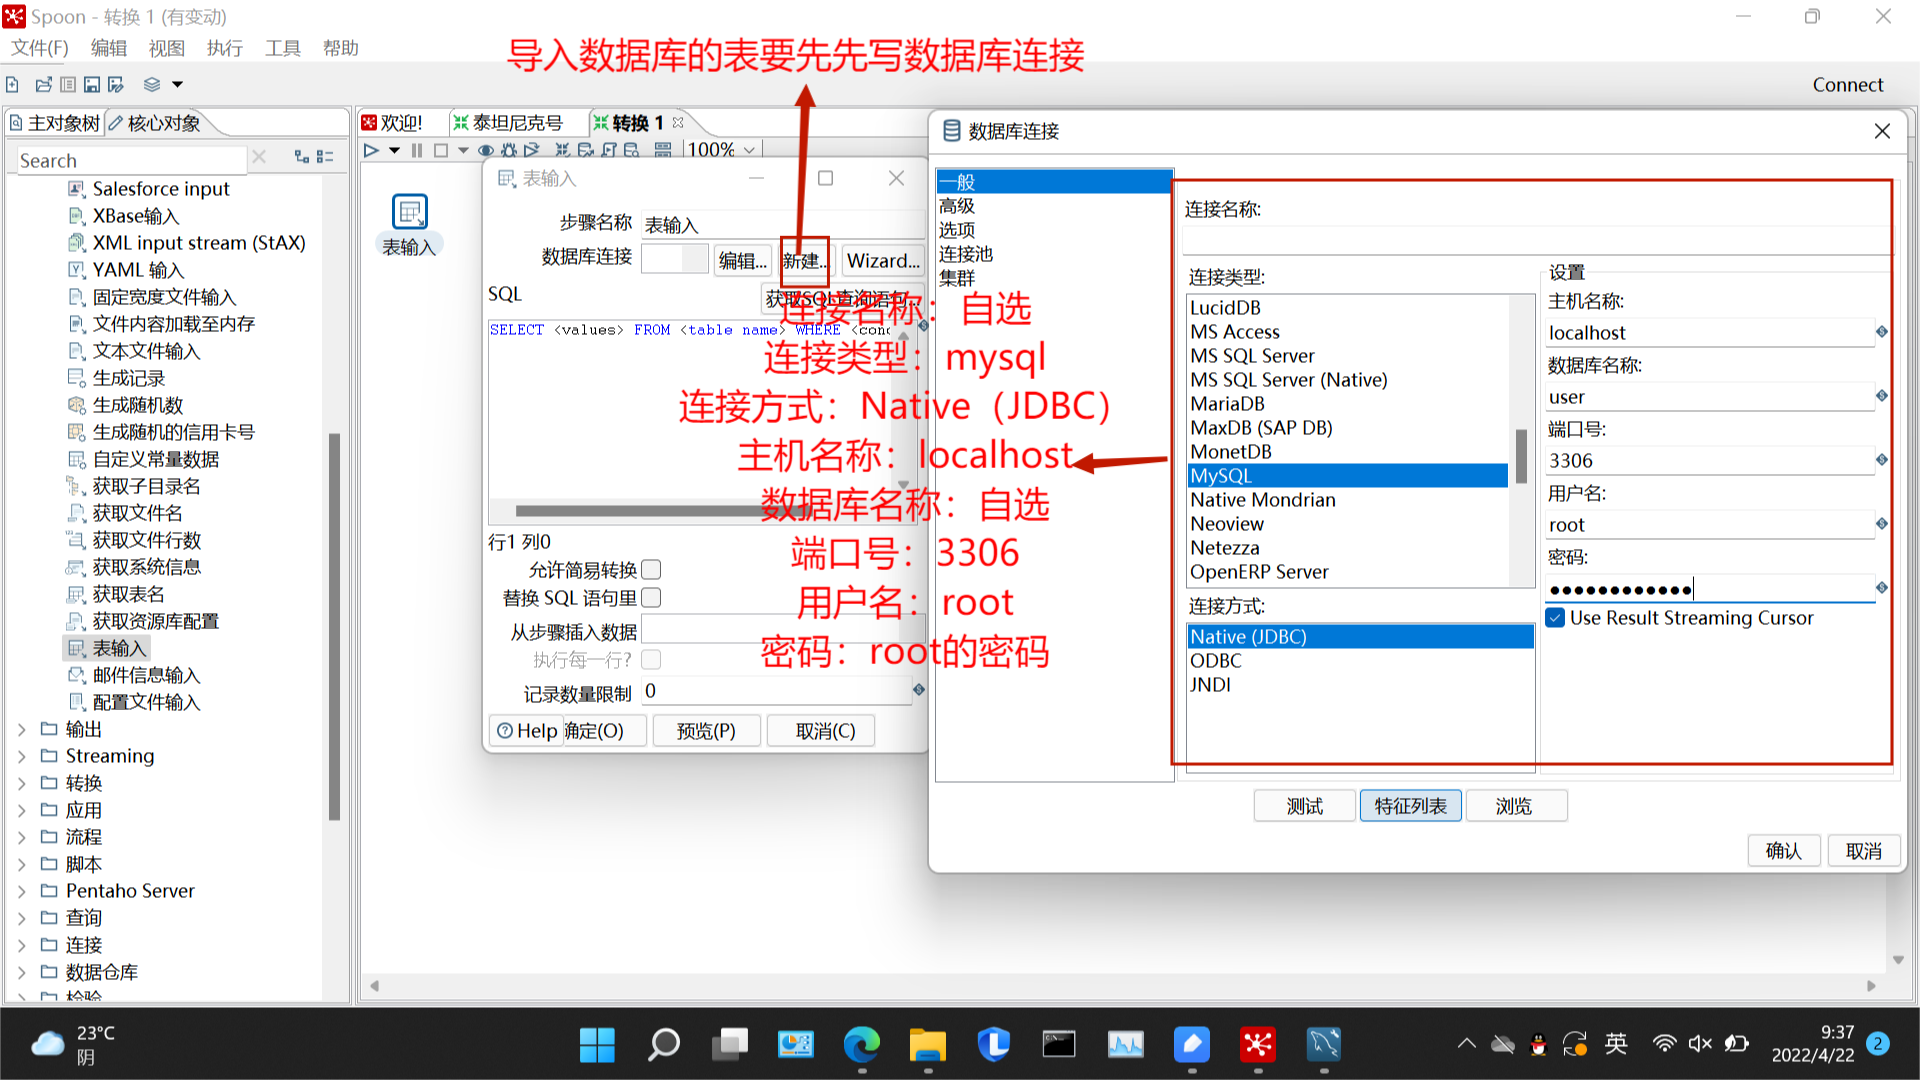 Spoon - 转换 1 (有变动)
文件(F) 编辑 视图 执行 工具 帮助
导入数据库的表要先先写数据库连接
Connect
主对象树 核心对象
Search
Salesforce input
XBase输入
XML input stream (StAX)
YAML 输入
固定宽度文件输入
文件内容加载至内存
文本文件输入
生成记录
生成随机数
生成随机的信用卡号
自定义常量数据
获取子目录名
获取文件名
获取文件行数
获取系统信息
获取表名
获取资源库配置
表输入
邮件信息输入
配置文件输入
输出
Streaming
转换
应用
流程
脚本
Pentaho Server
查询
连接
数据仓库
检验
欢迎! 泰坦尼克号 转换 1
100%
表输入
表输入
步骤名称 表输入
数据库连接 编辑... 新建... Wizard...
SQL 获取SQL查询语句...
SELECT <values> FROM <table name> WHERE <cond
行1 列0
允许简易转换
替换 SQL 语句里
从步骤插入数据
执行每一行?
记录数量限制 0
Help 确定(O) 预览(P) 取消(C)
连接名称：自选
连接类型：mysql
连接方式：Native（JDBC）
主机名称：localhost
数据库名称：自选
端口号：3306
用户名：root
密码：root的密码
数据库连接
一般
高级
选项
连接池
集群
连接名称:
连接类型:
LucidDB
MS Access
MS SQL Server
MS SQL Server (Native)
MariaDB
MaxDB (SAP DB)
MonetDB
MySQL
Native Mondrian
Neoview
Netezza
OpenERP Server
连接方式:
Native (JDBC)
ODBC
JNDI
设置
主机名称:
localhost
数据库名称:
user
端口号:
3306
用户名:
root
密码:
●●●●●●●●●●●●
Use Result Streaming Cursor
测试 特征列表 浏览
确认 取消
23°C
阴
英
9:37
2022/4/22
2